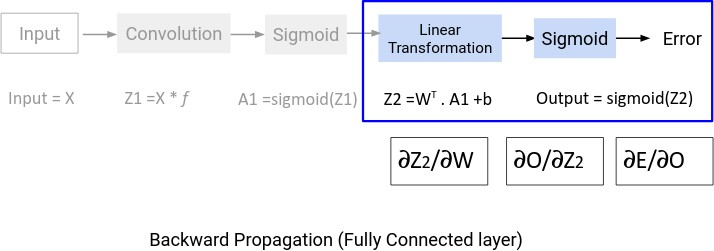 Input
Convolution
Sigmoid
Linear
Transformation
Sigmoid
Error
Input = X
Z1 =X * f
A1 =sigmoid(Z1)
Z2 =Wᵀ . A1 +b
Output = sigmoid(Z2)
∂Z2/∂W
∂O/∂Z2
∂E/∂O
Backward Propagation (Fully Connected layer)